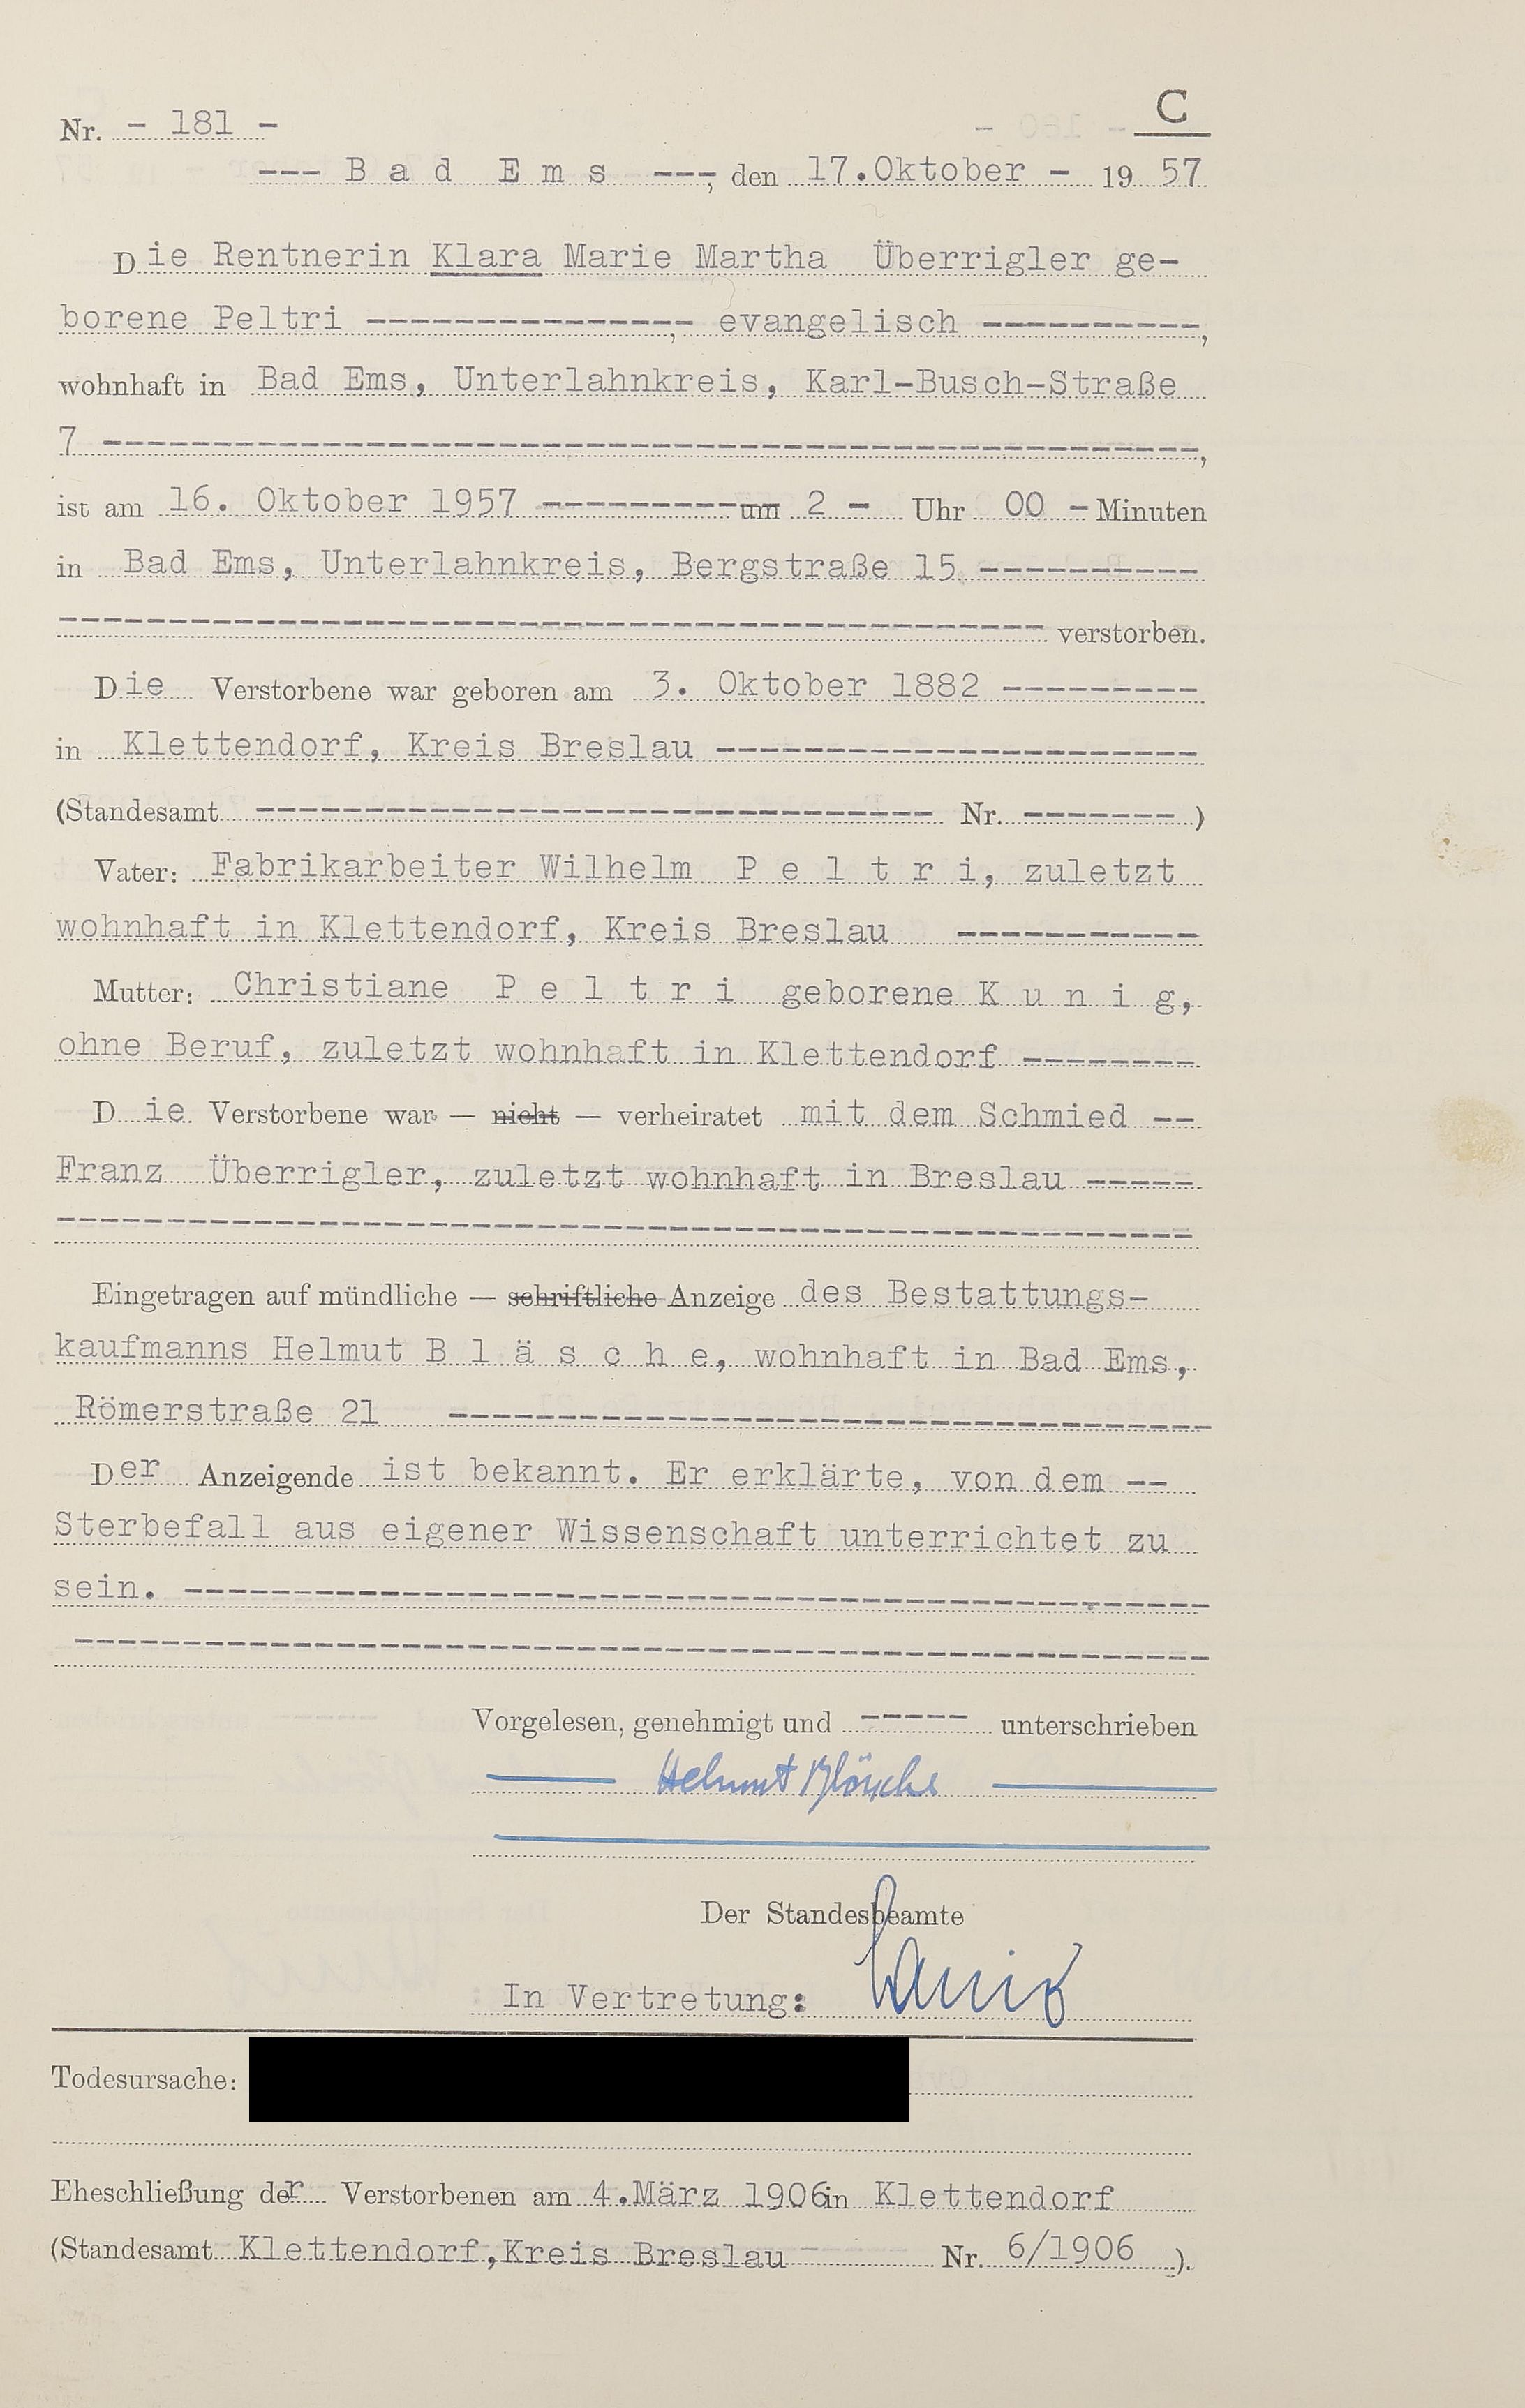 C
Nr. - 181 -
--- B a d  E m s ---, den 17.Oktober - 19 57
Die Rentnerin Klara Marie Martha Überrigler ge-
borene Peltri ---------------, evangelisch ----------,
wohnhaft in Bad Ems, Unterlahnkreis, Karl-Busch-Straße
7 --------------------------------------------------,
ist am 16. Oktober 1957 --------- um 2 - Uhr 00 - Minuten
in Bad Ems, Unterlahnkreis, Bergstraße 15 ----------
--------------------------------------------- verstorben.
Die Verstorbene war geboren am 3. Oktober 1882 ---------
in Klettendorf, Kreis Breslau ----------------------
(Standesamt ------------------------------- Nr. ------- )
Vater: Fabrikarbeiter Wilhelm P e l t r i, zuletzt
wohnhaft in Klettendorf, Kreis Breslau -----------
Mutter: Christiane P e l t r i geborene K u n i g,
ohne Beruf, zuletzt wohnhaft in Klettendorf --------
Die Verstorbene war — nicht — verheiratet mit dem Schmied --
Franz Überrigler, zuletzt wohnhaft in Breslau -----
----------------------------------------------------
Eingetragen auf mündliche — schriftliche Anzeige des Bestattungs-
kaufmanns Helmut B l ä s c h e, wohnhaft in Bad Ems,
Römerstraße 21 -----------------------------------
Der Anzeigende ist bekannt. Er erklärte, von dem --
Sterbefall aus eigener Wissenschaft unterrichtet zu
sein. -----------------------------------------------
----------------------------------------------------
Vorgelesen, genehmigt und ----- unterschrieben
Helmut Bläsche
Der Standesbeamte
In Vertretung:
Todesursache:
Eheschließung der Verstorbenen am 4.März 1906 in Klettendorf
(Standesamt Klettendorf,Kreis Breslau - Nr. 6/1906 ).